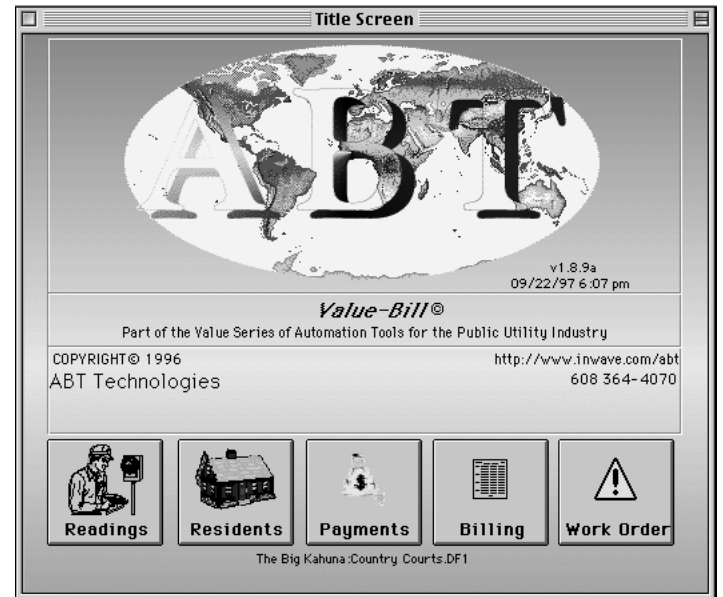 Title Screen
ABT
v1.8.9a
09/22/97 6:07 pm
Value-Bill©
Part of the Value Series of Automation Tools for the Public Utility Industry
COPYRIGHT© 1996
http://www.inwave.com/abt
ABT Technologies
608 364-4070
$
Readings
Residents
Payments
Billing
Work Order
The Big Kahuna:Country Courts.DF1